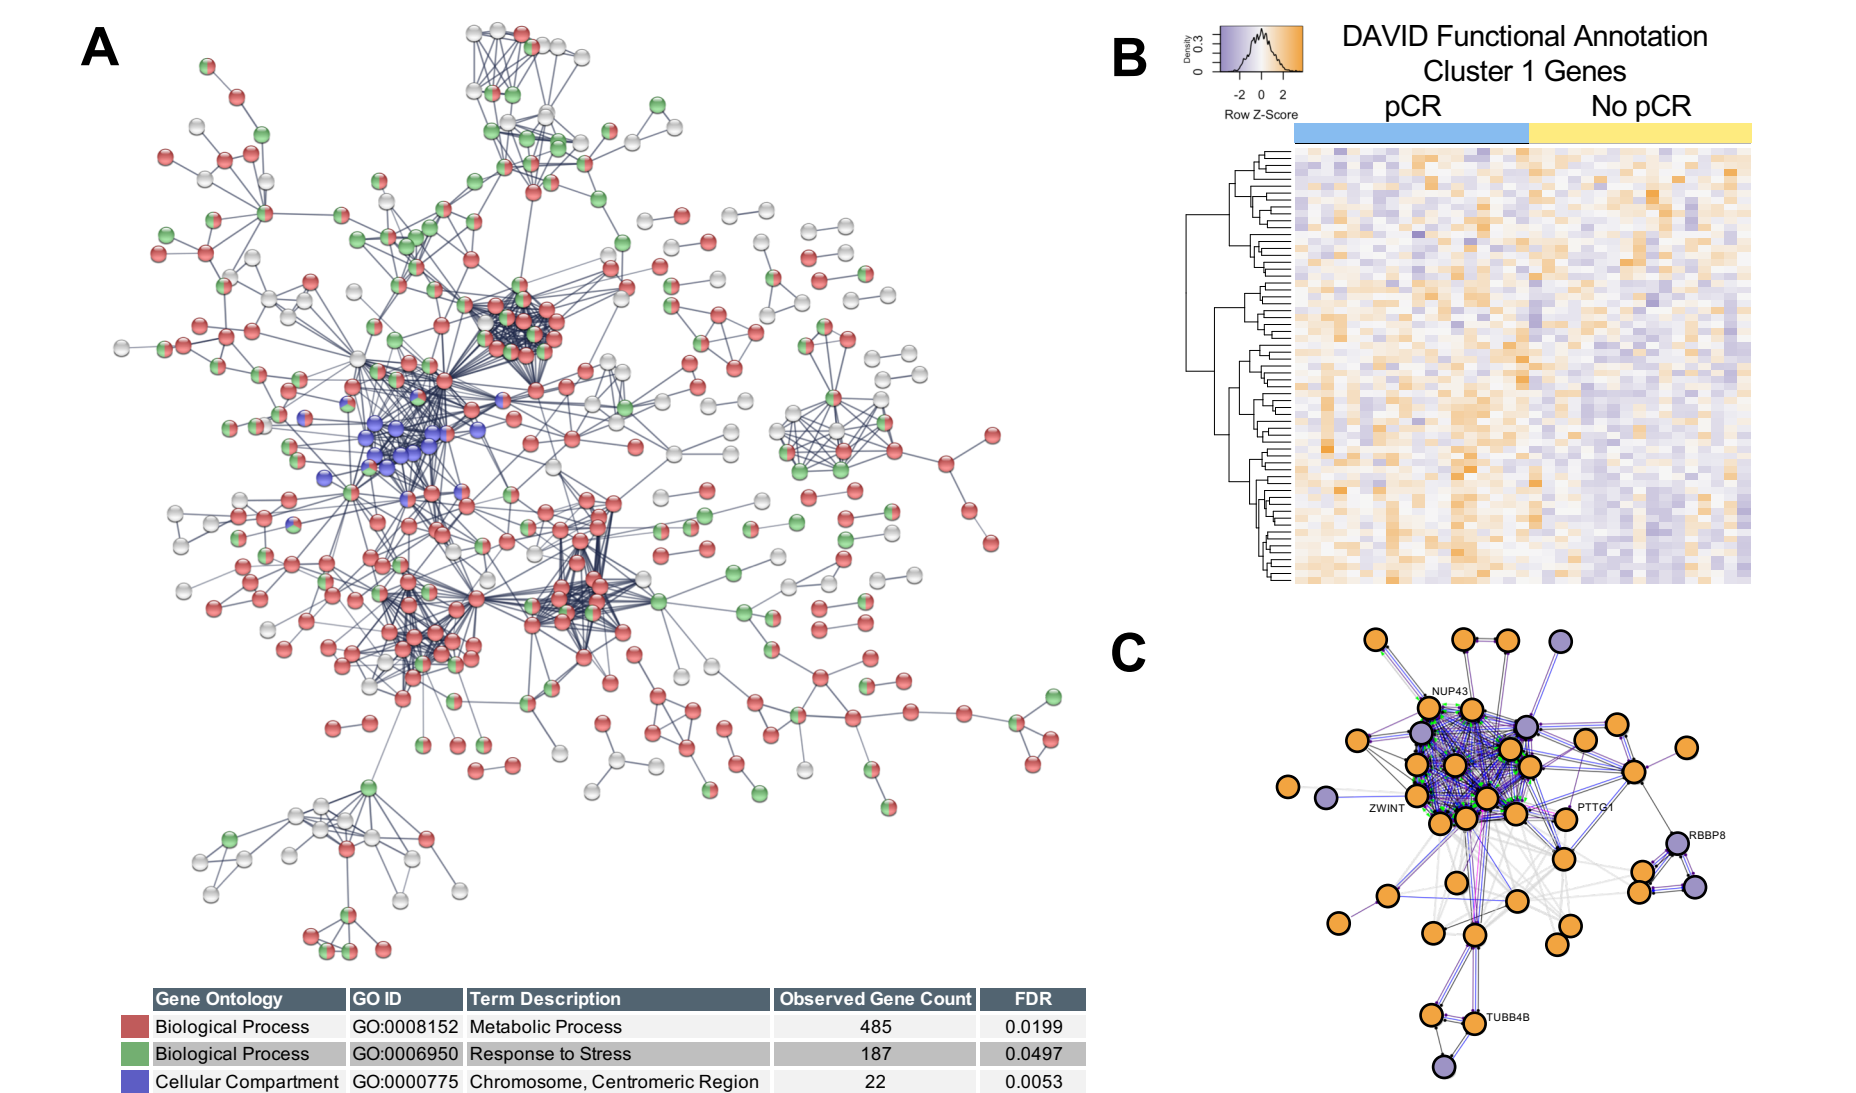 A
Gene Ontology GO ID Term Description Observed Gene Count FDR
Biological Process GO:0008152 Metabolic Process 485 0.0199
Biological Process GO:0006950 Response to Stress 187 0.0497
Cellular Compartment GO:0000775 Chromosome, Centromeric Region 22 0.0053
B
Density
0 0.3
-2 0 2
Row Z-Score
DAVID Functional Annotation
Cluster 1 Genes
pCR No pCR
C
NUP43
ZWINT
PTTG1
RBBP8
TUBB4B